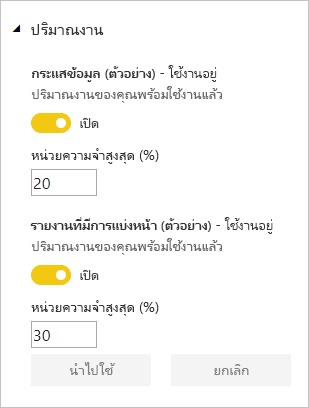 ปริมาณงาน
กระแสข้อมูล (ตัวอย่าง) - ใช้งานอยู่
ปริมาณงานของคุณพร้อมใช้งานแล้ว
เปิด
หน่วยความจำสูงสุด (%)
20
รายงานที่มีการแบ่งหน้า (ตัวอย่าง) - ใช้งานอยู่
ปริมาณงานของคุณพร้อมใช้งานแล้ว
เปิด
หน่วยความจำสูงสุด (%)
30
นำไปใช้ ยกเลิก